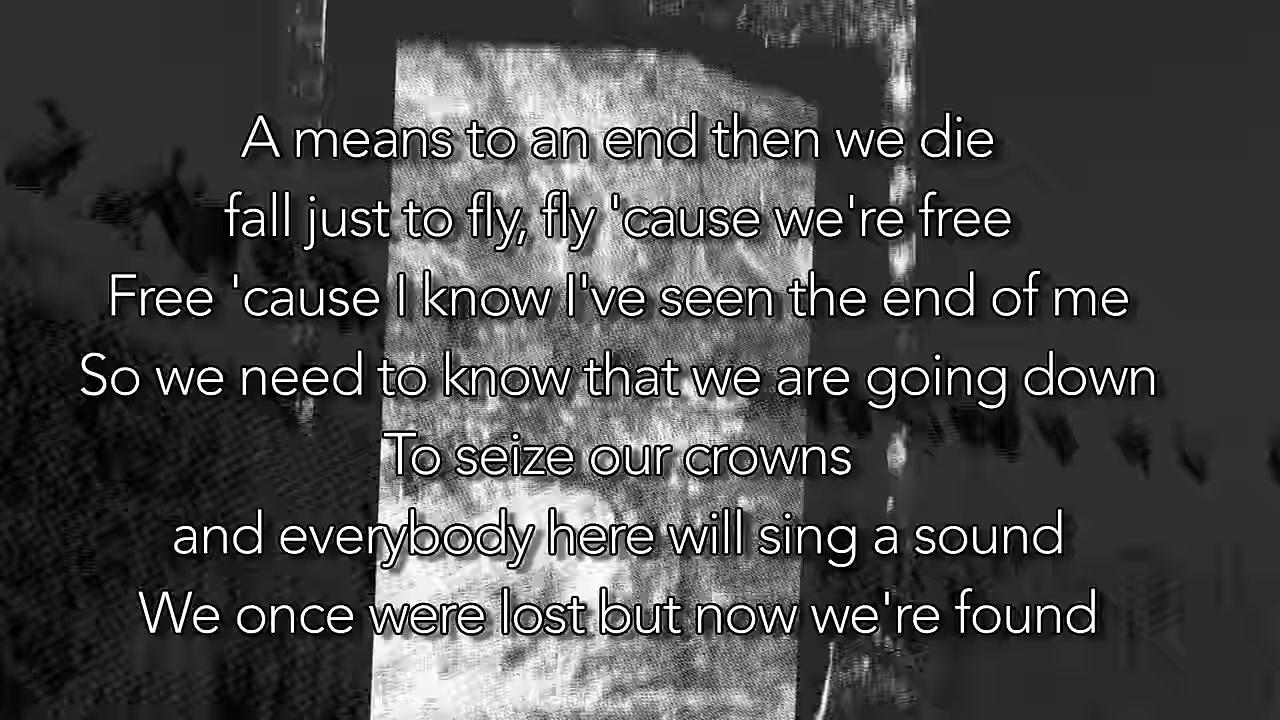 A means to an end then we die
fall just to fly, fly 'cause we're free
Free 'cause I know I've seen the end of me
So we need to know that we are going down
To seize our crowns
and everybody here will sing a sound
We once were lost but now we're found